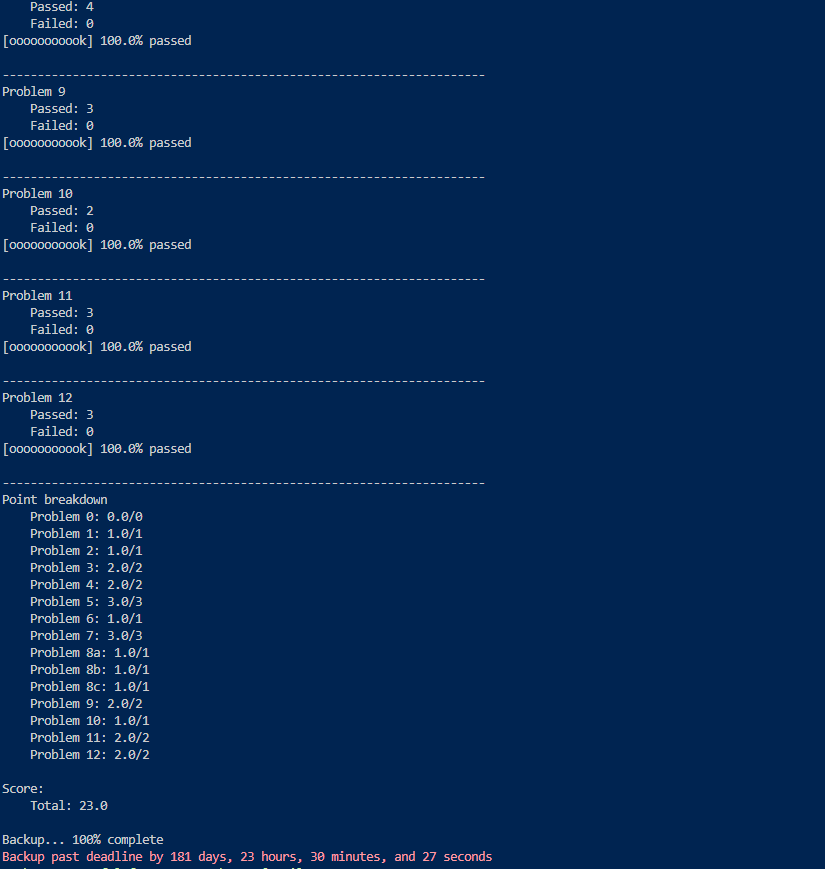 Passed: 4
Failed: 0
[ooooooooook] 100.0% passed
---------------------------------------------------------------------
Problem 9
Passed: 3
Failed: 0
[ooooooooook] 100.0% passed
---------------------------------------------------------------------
Problem 10
Passed: 2
Failed: 0
[ooooooooook] 100.0% passed
---------------------------------------------------------------------
Problem 11
Passed: 3
Failed: 0
[ooooooooook] 100.0% passed
---------------------------------------------------------------------
Problem 12
Passed: 3
Failed: 0
[ooooooooook] 100.0% passed
---------------------------------------------------------------------
Point breakdown
Problem 0: 0.0/0
Problem 1: 1.0/1
Problem 2: 1.0/1
Problem 3: 2.0/2
Problem 4: 2.0/2
Problem 5: 3.0/3
Problem 6: 1.0/1
Problem 7: 3.0/3
Problem 8a: 1.0/1
Problem 8b: 1.0/1
Problem 8c: 1.0/1
Problem 9: 2.0/2
Problem 10: 1.0/1
Problem 11: 2.0/2
Problem 12: 2.0/2
Score:
Total: 23.0
Backup... 100% complete
Backup past deadline by 181 days, 23 hours, 30 minutes, and 27 seconds